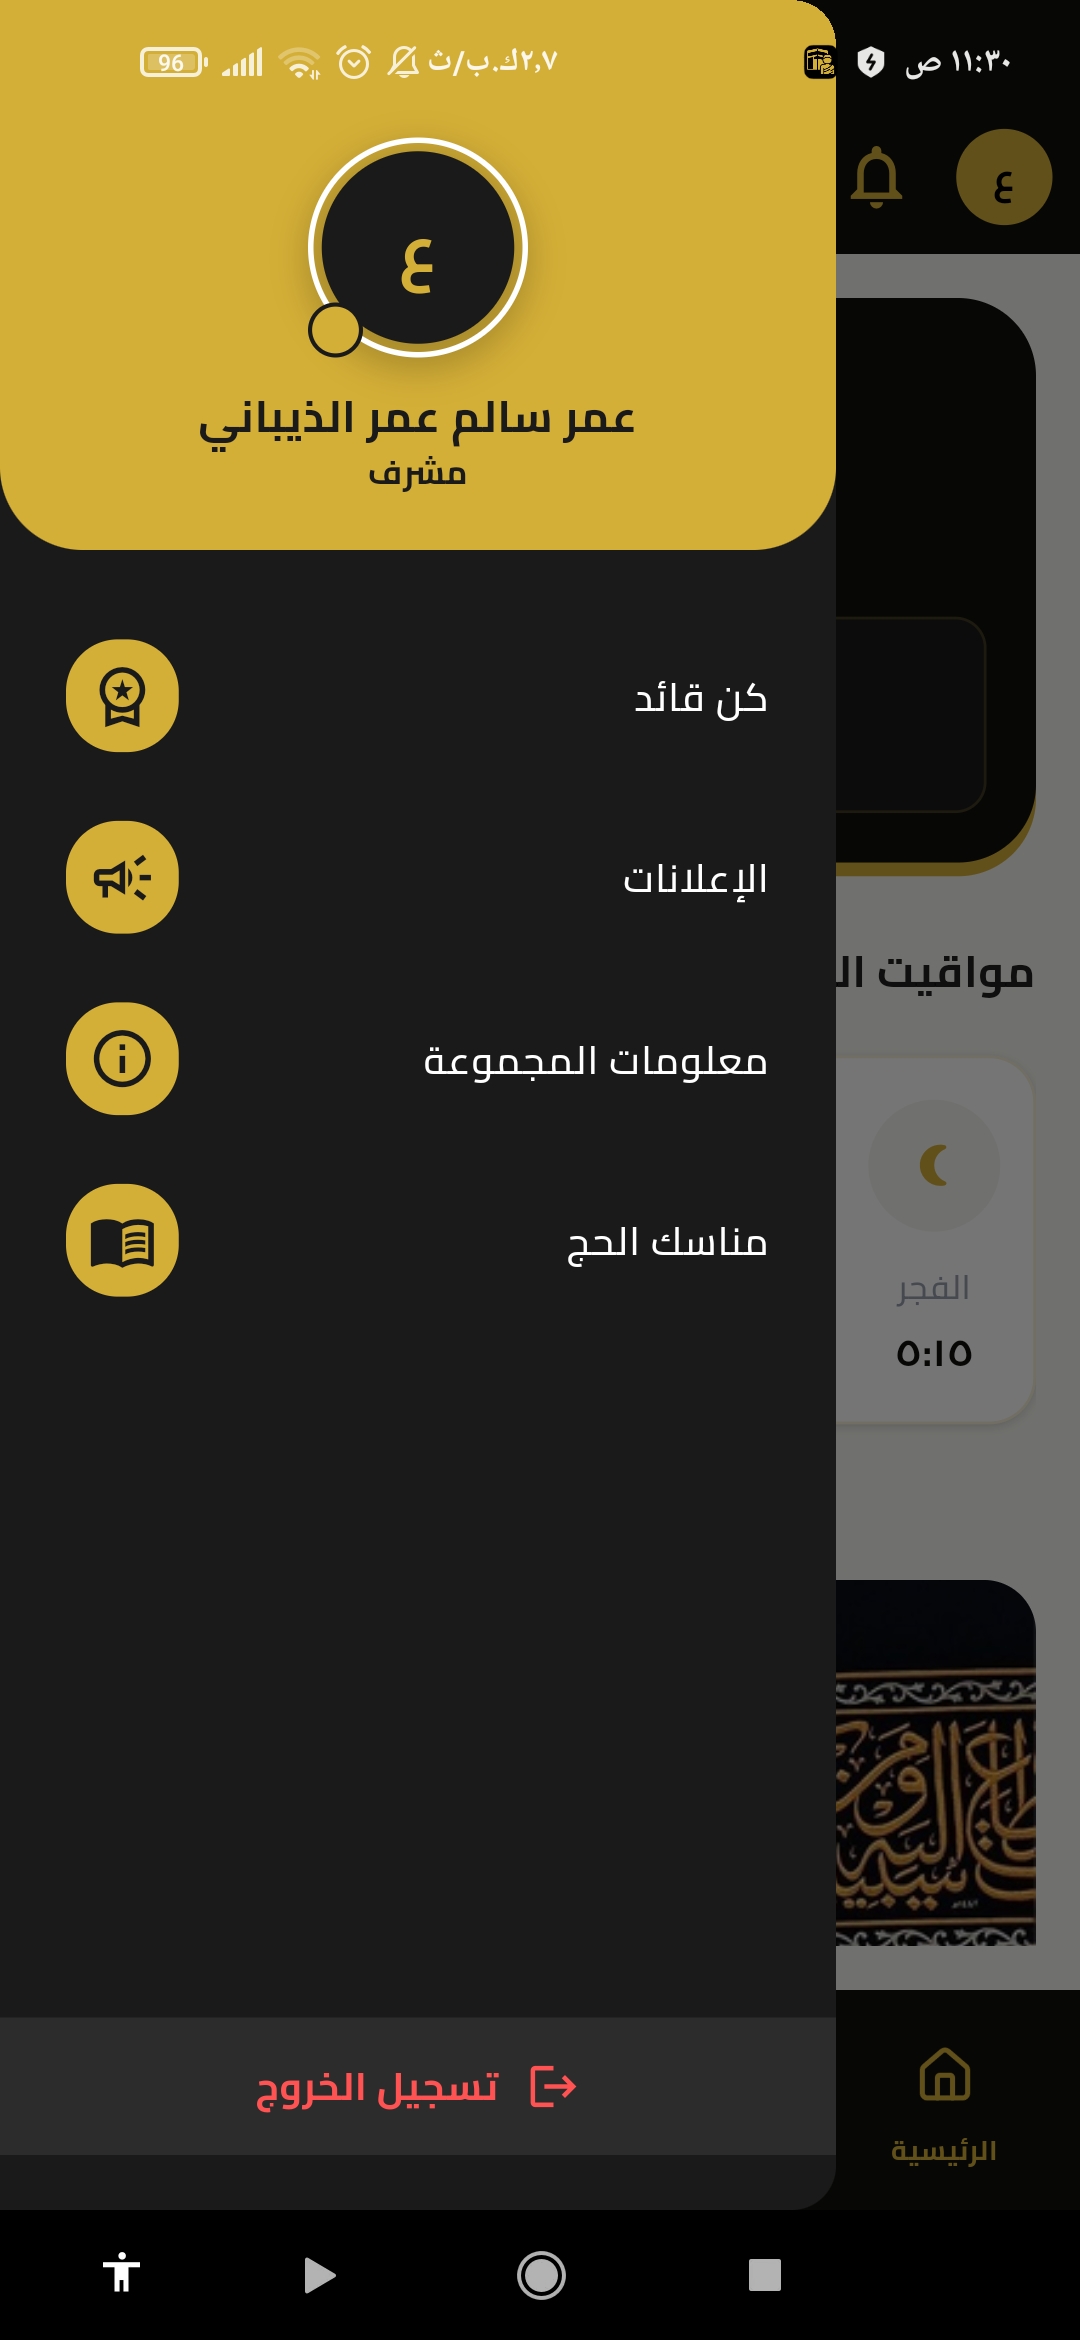 ١١:٣٠ ص
٢,٧ك.ب/ث
96
ع
ع
عمر سالم عمر الذيباني
مشرف
كن قائد
الإعلانات
معلومات المجموعة
مناسك الحج
تسجيل الخروج
مواقيت ال
الفجر
٥:١٥
الرئيسية